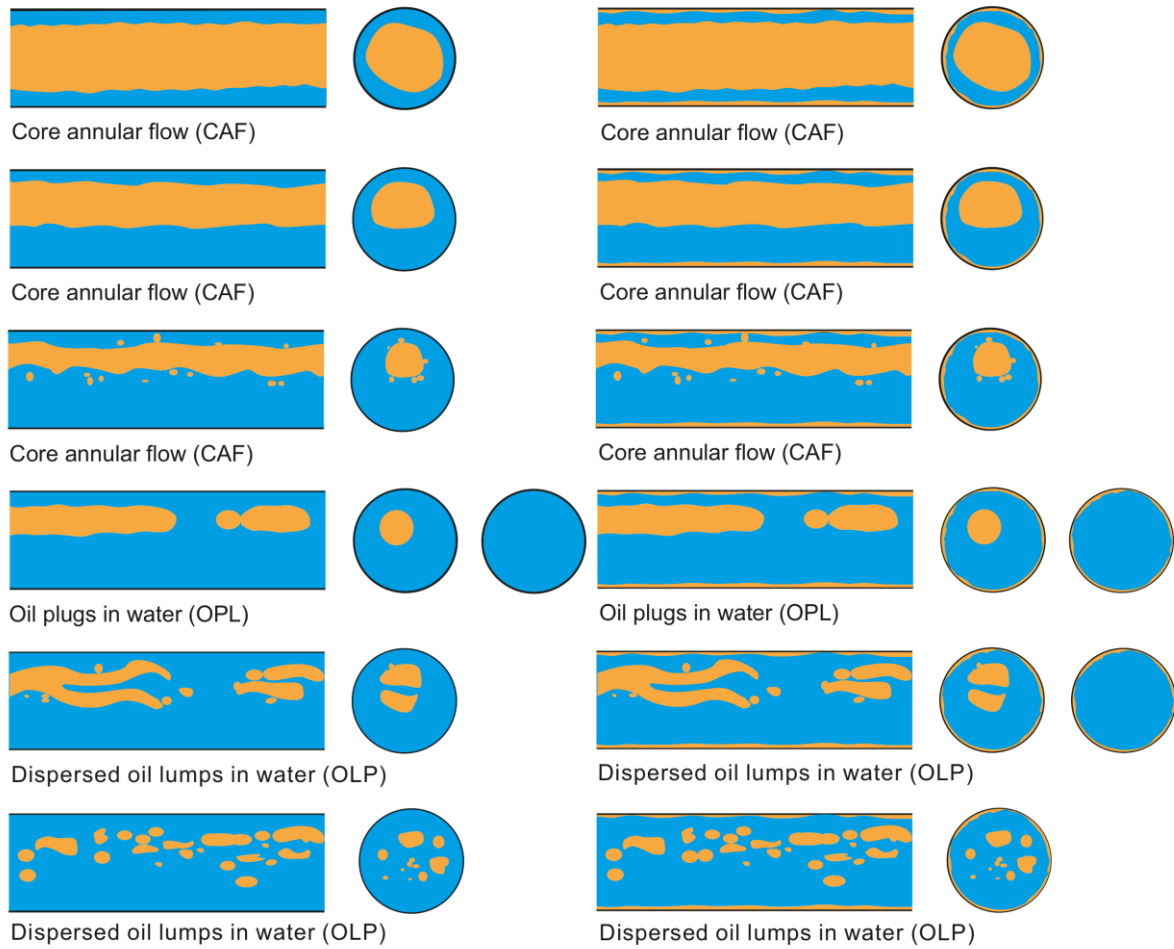 Core annular flow (CAF)
Core annular flow (CAF)
Core annular flow (CAF)
Core annular flow (CAF)
Core annular flow (CAF)
Core annular flow (CAF)
Oil plugs in water (OPL)
Oil plugs in water (OPL)
Dispersed oil lumps in water (OLP)
Dispersed oil lumps in water (OLP)
Dispersed oil lumps in water (OLP)
Dispersed oil lumps in water (OLP)